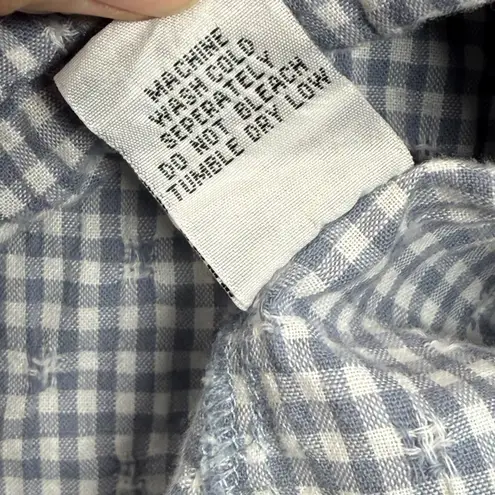 MACHINE
WASH COLD
SEPERATELY
DO NOT BLEACH
TUMBLE DRY LOW